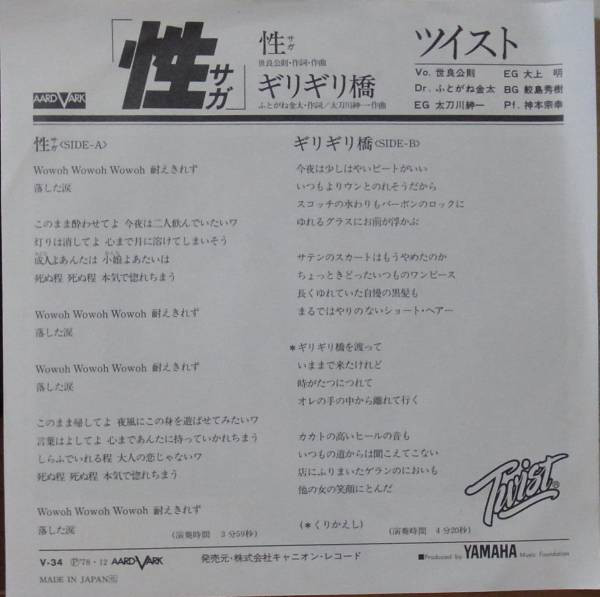 「性サガ」
AARDVARK
性 サガ
世良公則・作詞・作曲
ギリギリ橋
ふとがね金太・作詞/太刀川紳一作曲
ツイスト
Vo. 世良公則 EG 大上 明
Dr. ふとがね金太 BG 鮫島秀樹
EG 太刀川紳一 Pf. 神本宗幸
性 サガ <SIDE-A>
Wowoh Wowoh Wowoh 耐えきれず
落した涙
このまま酔わせてよ 今夜は二人飲んでいたいワ
灯りは消してよ 心まで月に溶けてしまいそう
成人よあんたは 小娘よあたいは
死ぬ程 死ぬ程 本気で惚れちまう
Wowoh Wowoh Wowoh 耐えきれず
落した涙
Wowoh Wowoh Wowoh 耐えきれず
落した涙
このまま帰してよ 夜風にこの身を遊ばせてみたいワ
言葉はよしてよ 心まであんたに持っていかれちまう
しらふでいれる程 大人の恋じゃないワ
死ぬ程 死ぬ程 本気で惚れちまう
Wowoh Wowoh Wowoh 耐えきれず
落した涙
(演奏時間 3分59秒)
ギリギリ橋<SIDE-B>
今夜は少しはやいビートがいい
いつもよりウンとのれそうだから
スコッチの水わりもバーボンのロックに
ゆれるグラスにお前が浮かぶ
サテンのスカートはもうやめたのか
ちょっときどったいつものワンピース
長くゆれていた自慢の黒髪も
まるではやりのないショート・ヘアー
*ギリギリ橋を渡って
いままで来たけれど
時がたつにつれて
オレの手の中から離れて行く
カカトの高いヒールの音も
いつもの道からは聞こえてこない
店にふりまいたゲランのにおいも
他の女の笑顔にとんだ
(*くりかえし)
(演奏時間 4分20秒)
Twist®
V-34 Ⓟ'78・12 AARDVARK 発売元・株式会社キャニオン・レコード
■Produced by YAMAHA Music Foundation
MADE IN JAPAN